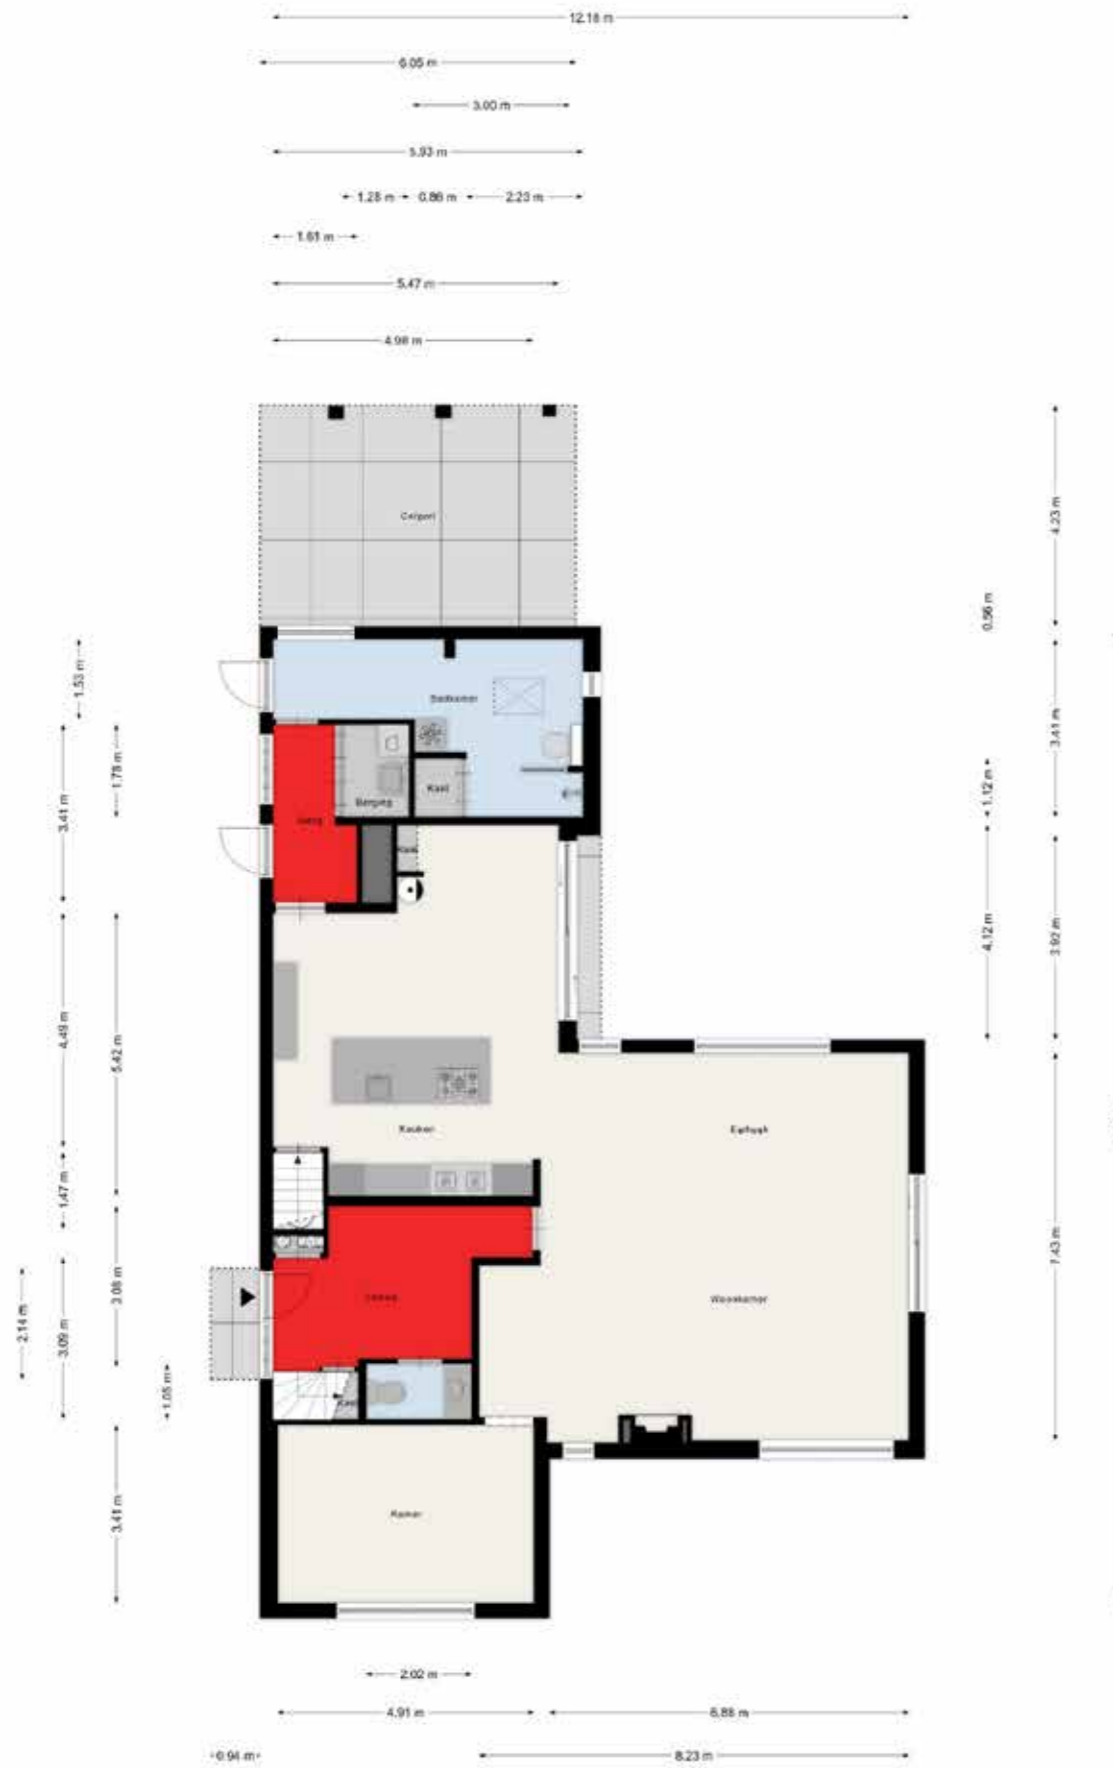 12.18 m
6.05 m
3.00 m
5.93 m
1.28 m 0.86 m 2.23 m
1.61 m
5.47 m
4.98 m
4.23 m
Carport
0.56 m
1.53 m
Badkamer
3.41 m
1.78 m
3.41 m
1.12 m
Kast
Berging
Gang
Kast
4.12 m
3.92 m
4.49 m
5.42 m
Keuken
Eethoek
1.47 m
7.43 m
3.08 m
2.14 m
3.09 m
Woonkamer
1.05 m
Kast
3.41 m
Kamer
2.02 m
4.91 m
6.88 m
0.94 m
8.23 m